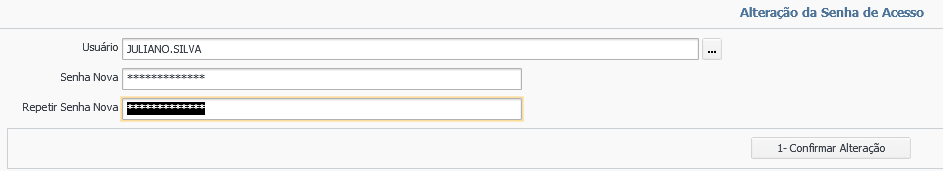 Alteração da Senha de Acesso
Usuário JULIANO.SILVA ...
Senha Nova *************
Repetir Senha Nova *************
1- Confirmar Alteração